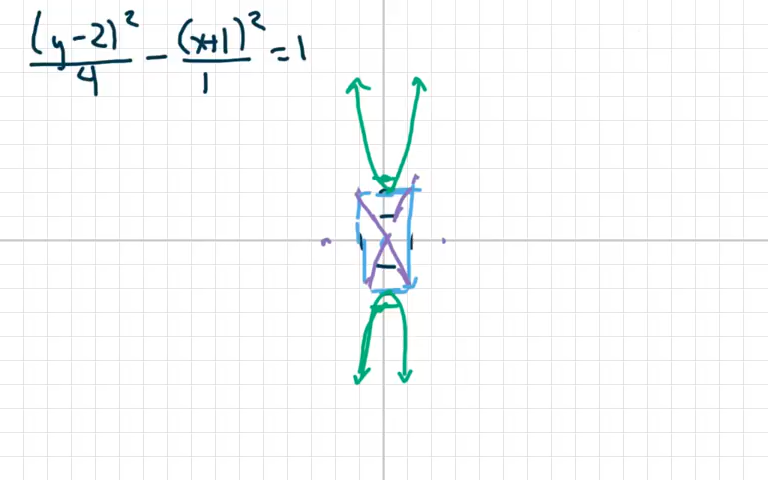 (y-2)²/4 - (x+1)²/1 = 1